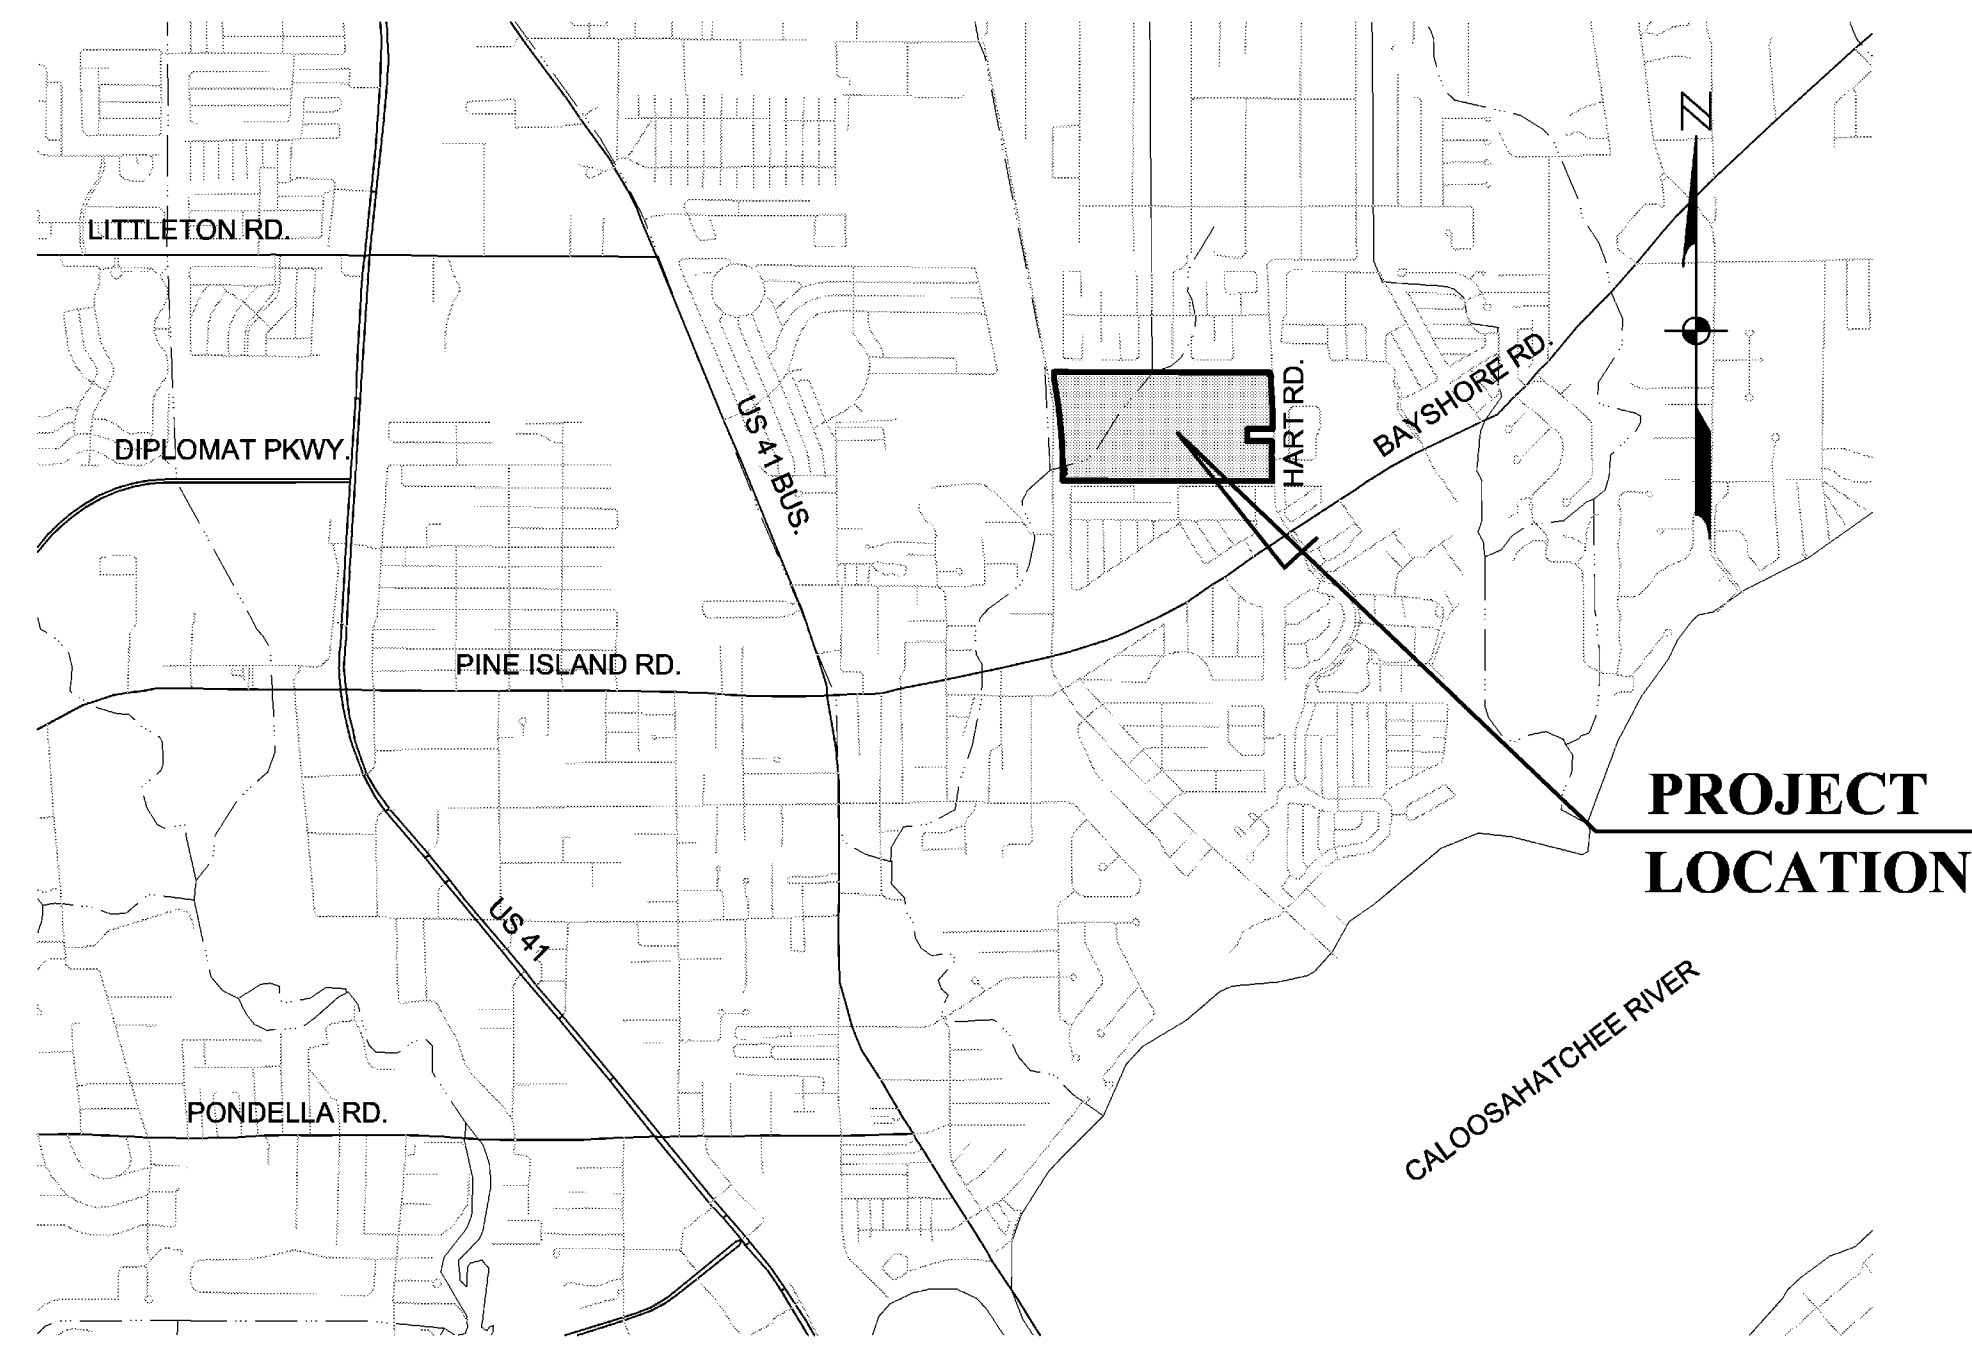 N
LITTLETON RD.
BAYSHORE RD.
HART RD.
US 41 BUS.
DIPLOMAT PKWY.
PINE ISLAND RD.
PROJECT
LOCATION
US 41
CALOOSAHATCHEE RIVER
PONDELLA RD.